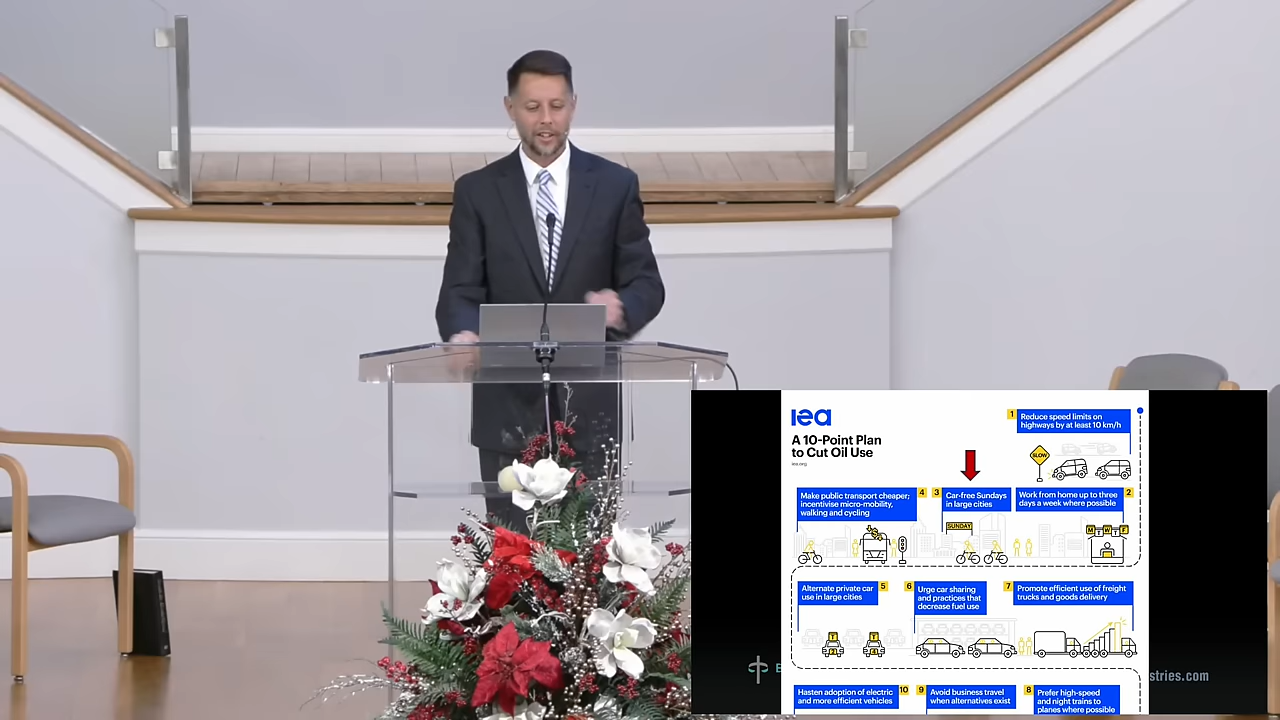 iea
A 10-Point Plan
to Cut Oil Use
iea.org
1
Reduce speed limits on
highways by at least 10 km/h
SLOW
Make public transport cheaper;
incentivize micro-mobility,
walking and cycling
4
3
Car-free Sundays
in large cities
SUNDAY
Work from home up to three
days a week where possible
2
M T W T F
Alternate private car
use in large cities
5
6
Urge car sharing
and practices that
decrease fuel use
7
Promote efficient use of freight
trucks and goods delivery
Hasten adoption of electric
and more efficient vehicles
10
9
Avoid business travel
when alternatives exist
8
Prefer high-speed
and night trains to
planes where possible
stries.com